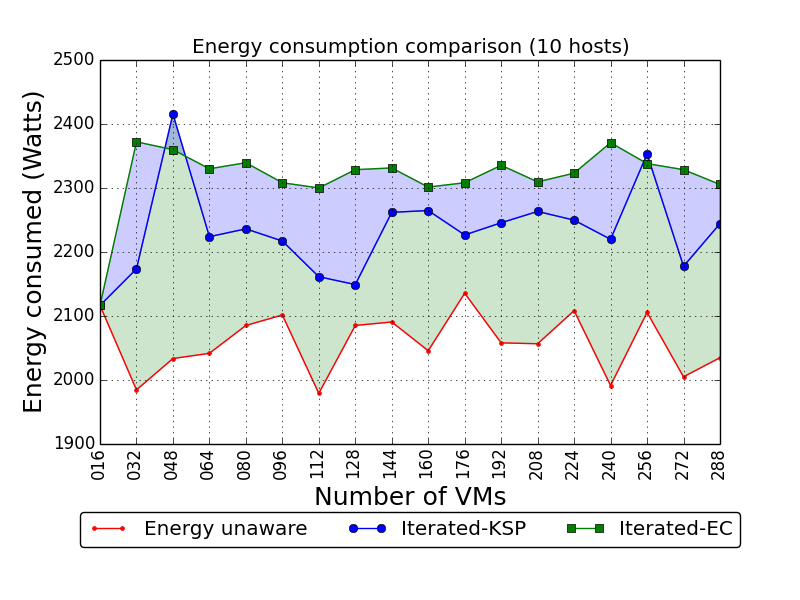 Energy consumption comparison (10 hosts)
2500
2400
2300
2200
2100
2000
1900
Energy consumed (Watts)
016 032 048 064 080 096 112 128 144 160 176 192 208 224 240 256 272 288
Number of VMs
Energy unaware Iterated-KSP Iterated-EC